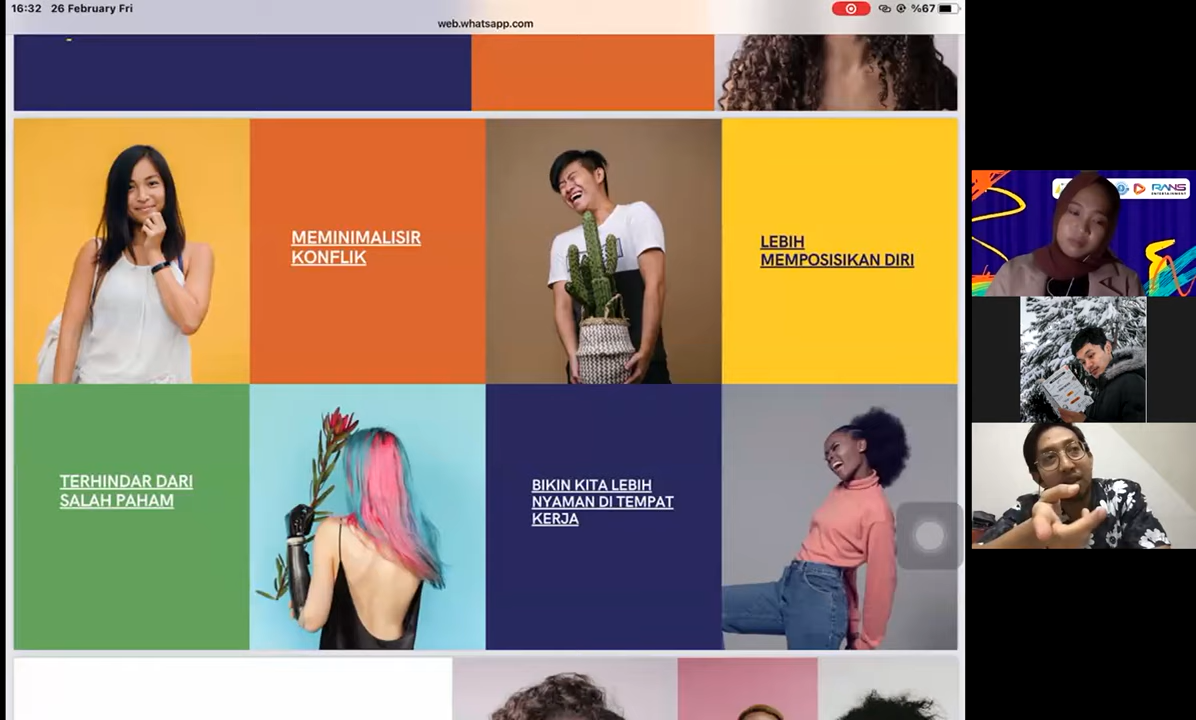 16:32 26 February Fri
%67
web.whatsapp.com
MEMINIMALISIR
KONFLIK
LEBIH
MEMPOSISIKAN DIRI
TERHINDAR DARI
SALAH PAHAM
BIKIN KITA LEBIH
NYAMAN DI TEMPAT
KERJA
RANS
ENTERTAINMENT